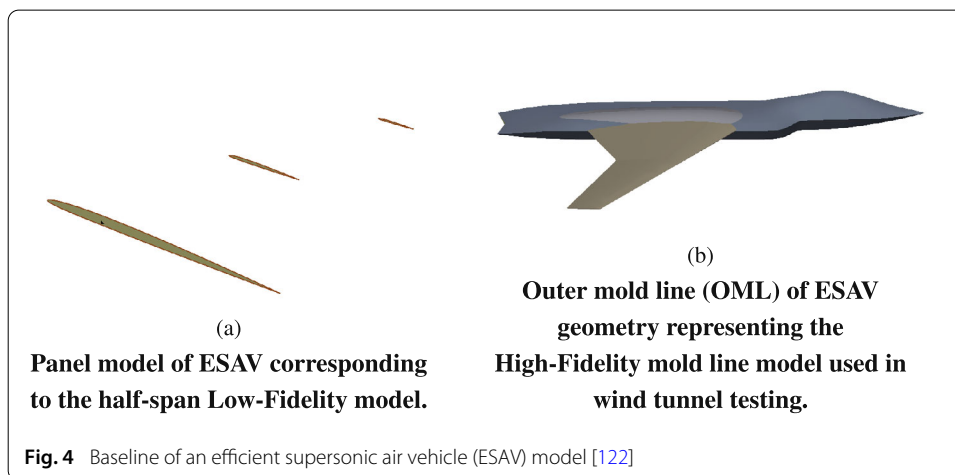 (a)
Panel model of ESAV corresponding
to the half-span Low-Fidelity model.
(b)
Outer mold line (OML) of ESAV
geometry representing the
High-Fidelity mold line model used in
wind tunnel testing.
Fig. 4 Baseline of an efficient supersonic air vehicle (ESAV) model [122]